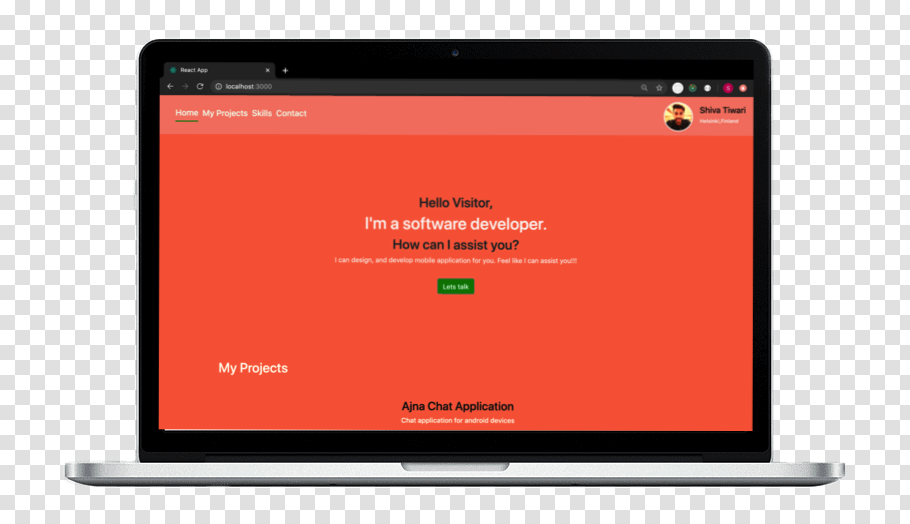 React App
localhost:3000
Home My Projects Skills Contact
Shiva Tiwari
Helsinki,Finland
Hello Visitor,
I'm a software developer.
How can I assist you?
I can design, and develop mobile application for you. Feel like I can assist you!!!
Lets talk
My Projects
Ajna Chat Application
Chat application for android devices